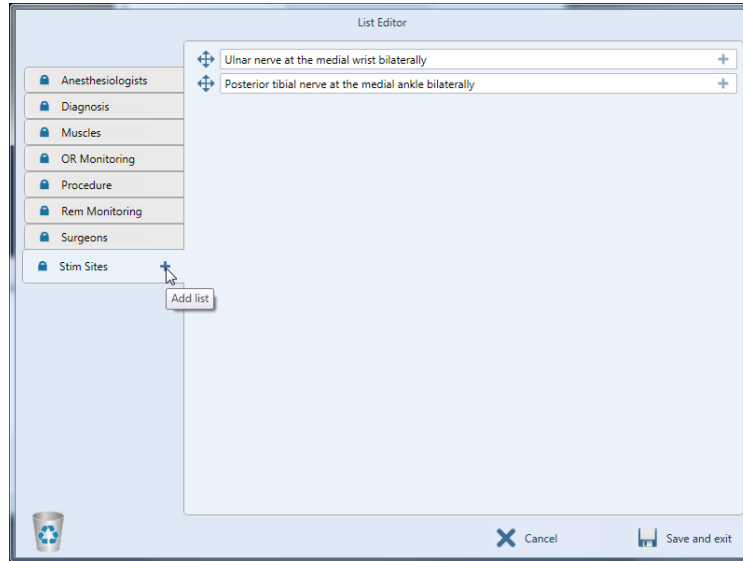 List Editor
Ulnar nerve at the medial wrist bilaterally
Posterior tibial nerve at the medial ankle bilaterally
Anesthesiologists
Diagnosis
Muscles
OR Monitoring
Procedure
Rem Monitoring
Surgeons
Stim Sites
Add list
Cancel
Save and exit